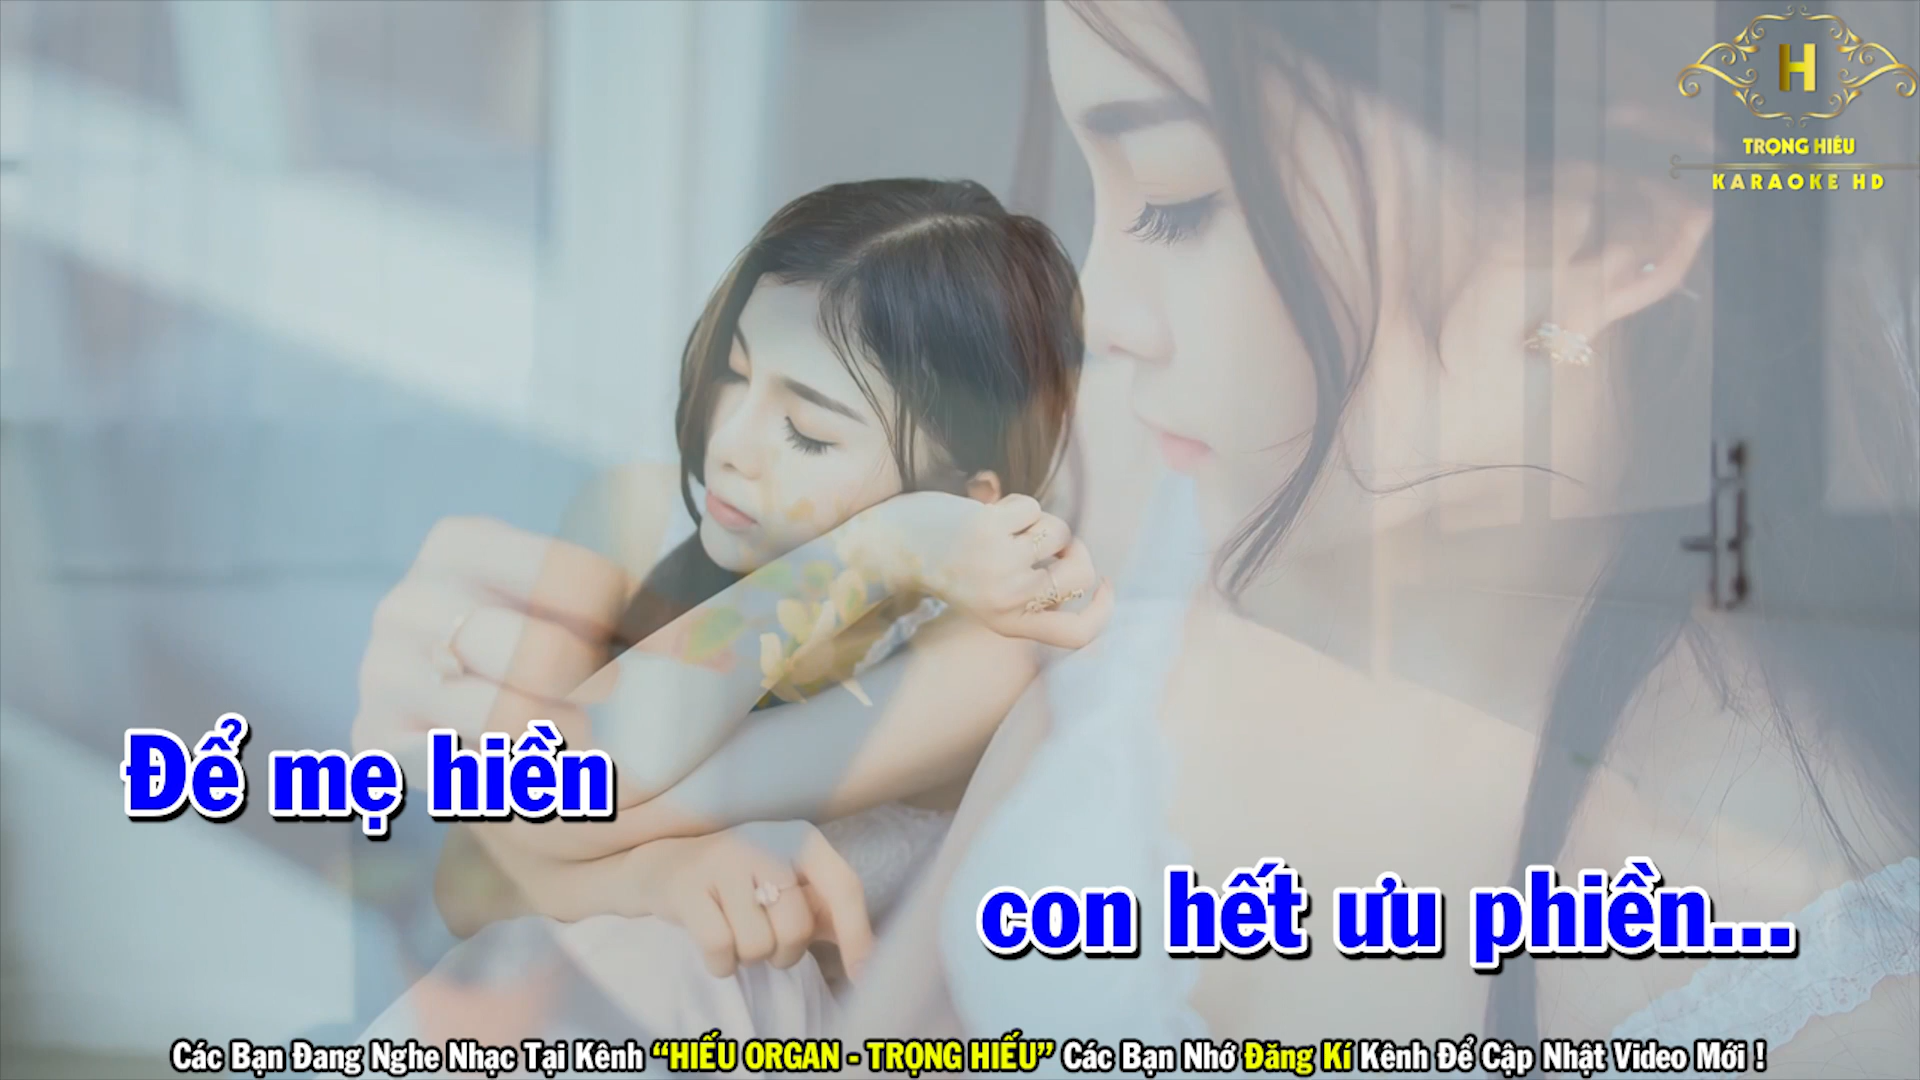 H
TRỌNG HIẾU
KARAOKE HD
Để mẹ hiền
con hết ưu phiền...
Các Bạn Đang Nghe Nhạc Tại Kênh “HIẾU ORGAN - TRỌNG HIẾU” Các Bạn Nhớ Đăng Kí Kênh Để Cập Nhật Video Mới !